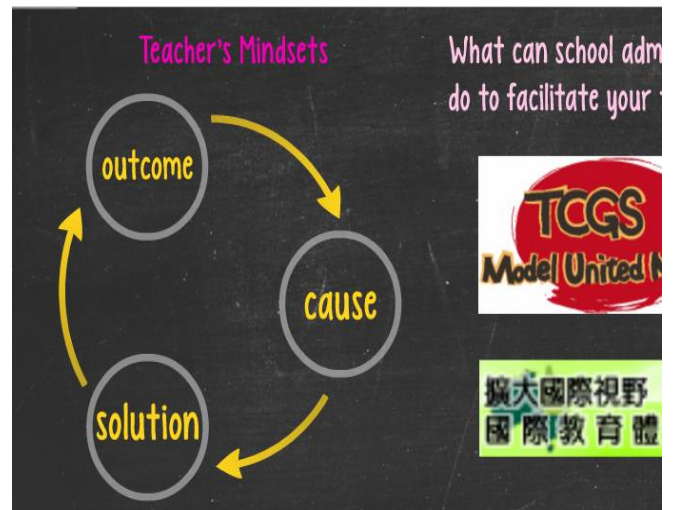 Teacher's Mindsets
outcome
cause
solution
What can school adm
do to facilitate your
TCGS
Model United N
擴大國際視野
國際教育體